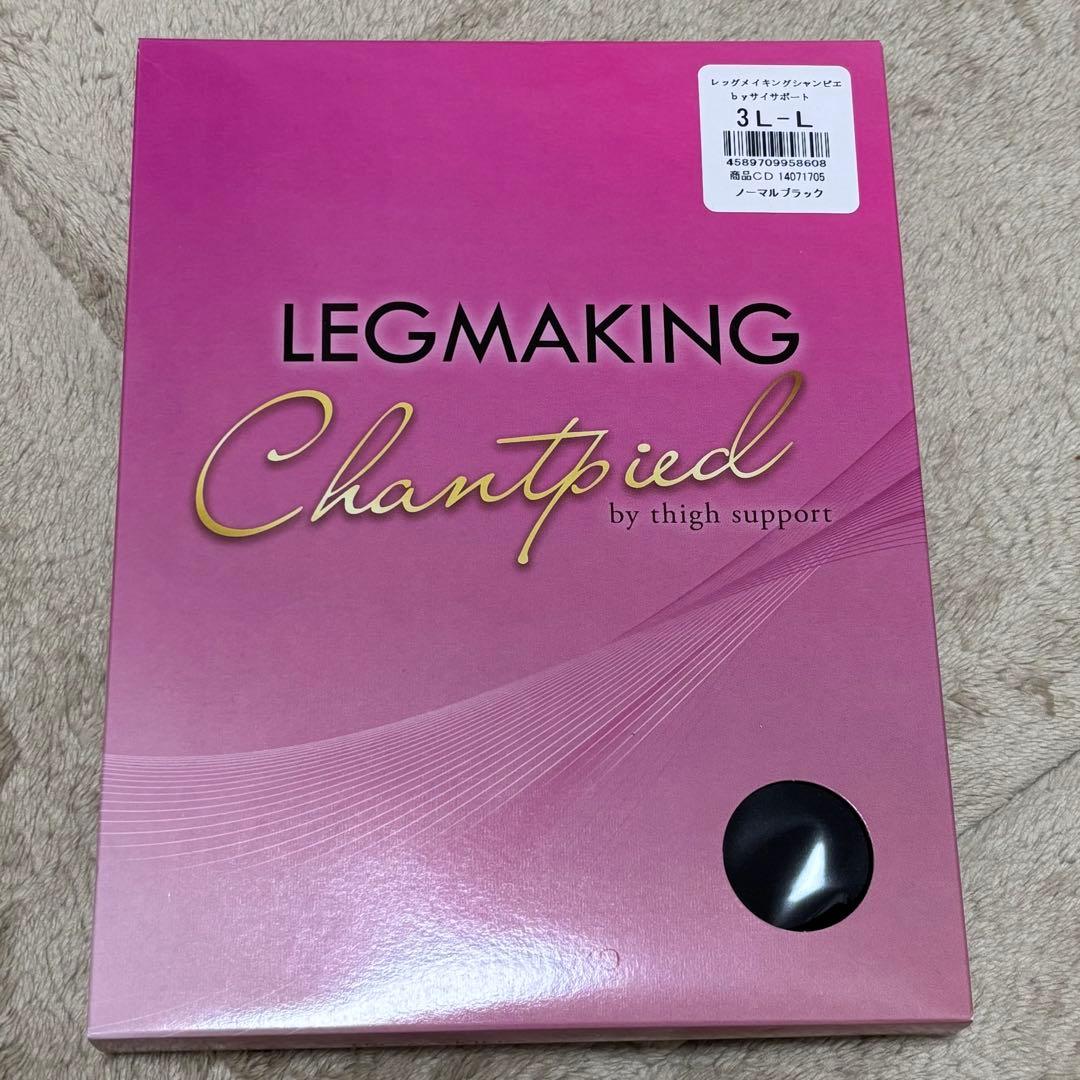 レッグメイキングシャンピエ
byサイサポート
3L-L
4589709958608
商品CD 14071705
ノーマルブラック
LEGMAKING
Chantpied
by thigh support